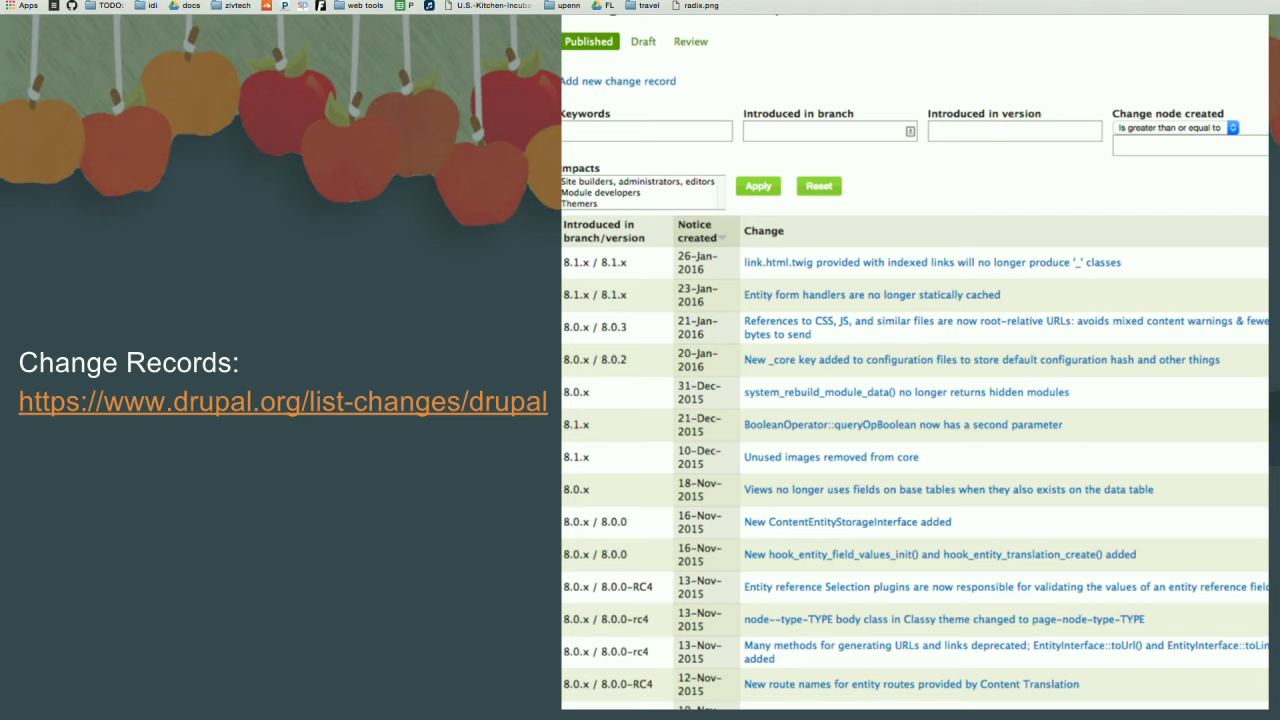 Apps
TODO:
idi
docs
zivtech
web tools
P
U.S.-Kitchen-Incub
upenn
FL
travel
radix.png
Published
Draft
Review
Add new change record
Keywords
Introduced in branch
Introduced in version
Change node created
Is greater than or equal to
Impacts
Site builders, administrators, editors
Module developers
Themers
Apply
Reset
Introduced in
branch/version
Notice
created
Change
8.1.x / 8.1.x
26-Jan-
2016
link.html.twig provided with indexed links will no longer produce '_' classes
8.1.x / 8.1.x
23-Jan-
2016
Entity form handlers are no longer statically cached
8.0.x / 8.0.3
21-Jan-
2016
References to CSS, JS, and similar files are now root-relative URLs: avoids mixed content warnings & fewe
bytes to send
8.0.x / 8.0.2
20-Jan-
2016
New _core key added to configuration files to store default configuration hash and other things
8.0.x
31-Dec-
2015
system_rebuild_module_data() no longer returns hidden modules
8.1.x
21-Dec-
2015
BooleanOperator::queryOpBoolean now has a second parameter
8.1.x
10-Dec-
2015
Unused images removed from core
8.0.x
18-Nov-
2015
Views no longer uses fields on base tables when they also exists on the data table
8.0.x / 8.0.0
16-Nov-
2015
New ContentEntityStorageInterface added
8.0.x / 8.0.0
16-Nov-
2015
New hook_entity_field_values_init() and hook_entity_translation_create() added
8.0.x / 8.0.0-RC4
13-Nov-
2015
Entity reference Selection plugins are now responsible for validating the values of an entity reference field
8.0.x / 8.0.0-rc4
13-Nov-
2015
node--type-TYPE body class in Classy theme changed to page-node-type-TYPE
8.0.x / 8.0.0-rc4
13-Nov-
2015
Many methods for generating URLs and links deprecated; EntityInterface::toUrl() and EntityInterface::toLin
added
8.0.x / 8.0.0-RC4
12-Nov-
2015
New route names for entity routes provided by Content Translation
Change Records:
https://www.drupal.org/list-changes/drupal